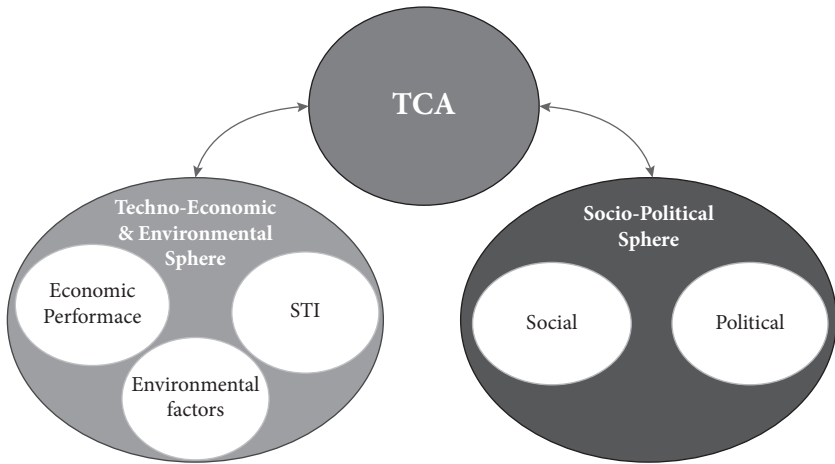 TCA
Techno-Economic
& Environmental
Sphere
Economic
Performace
STI
Environmental
factors
Socio-Political
Sphere
Social
Political